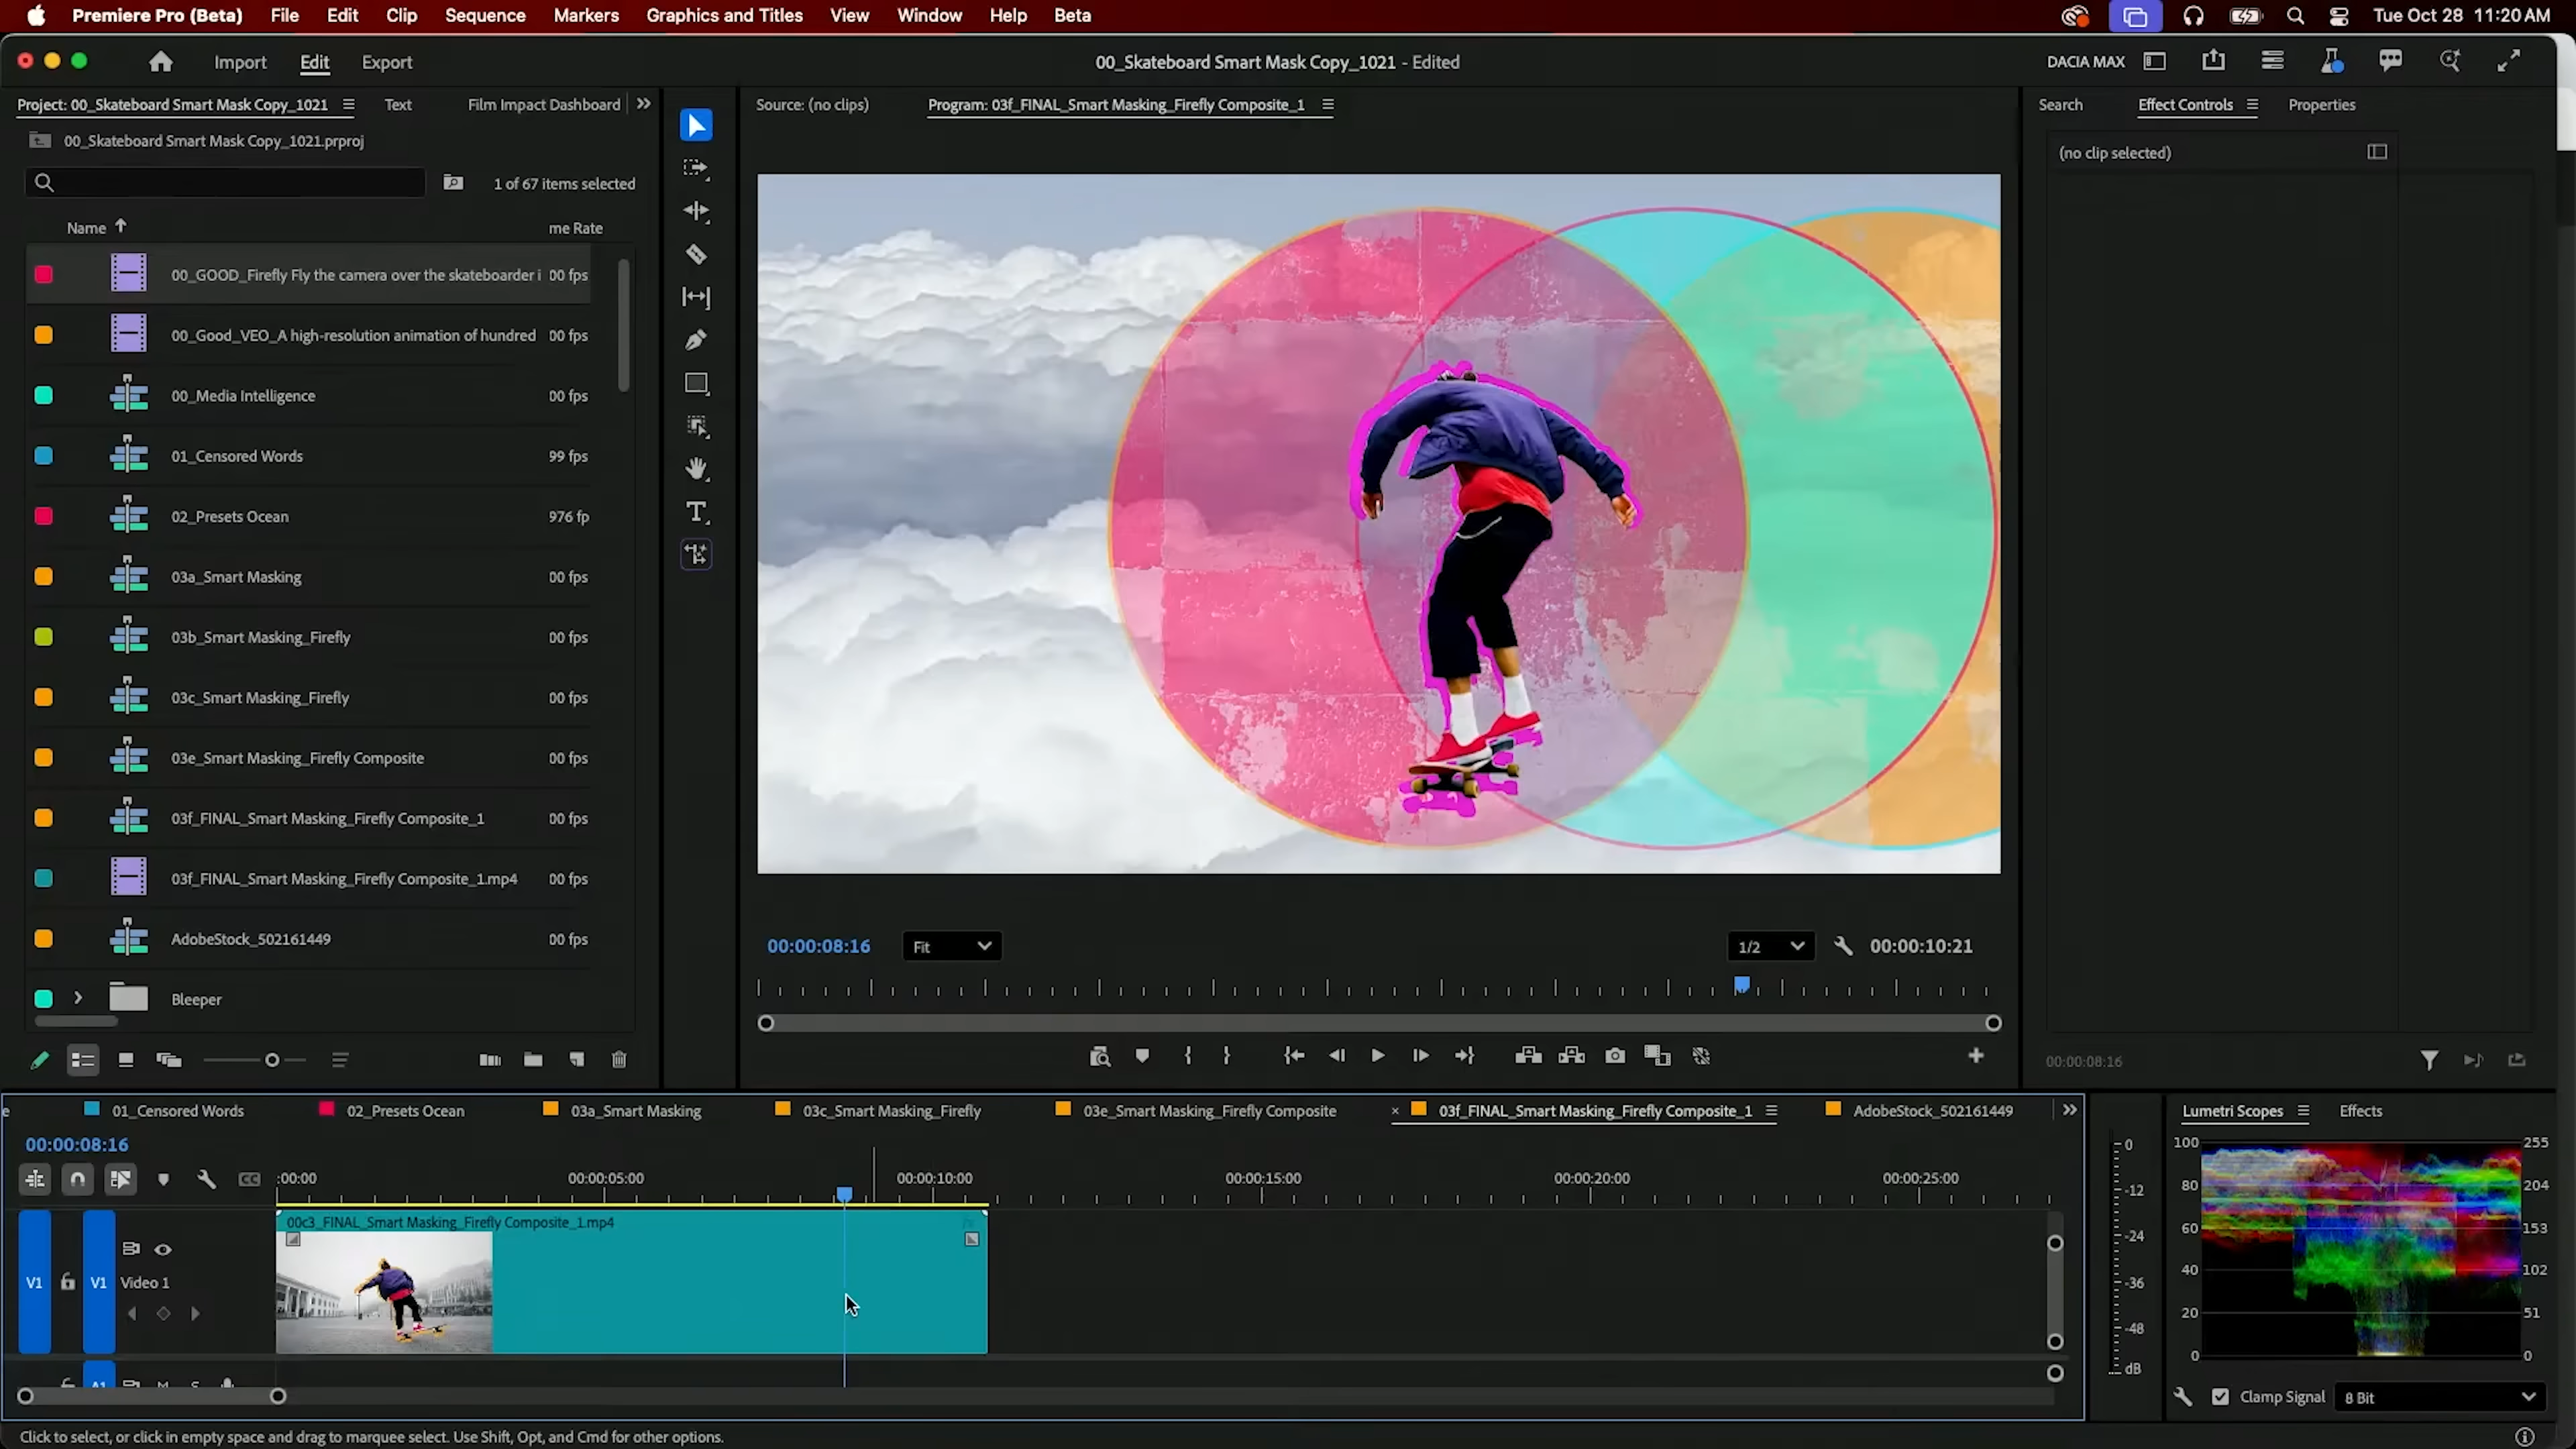 Premiere Pro (Beta) File Edit Clip Sequence Markers Graphics and Titles View Window Help Beta Tue Oct 28 11:20 AM
Import Edit Export 00_Skateboard Smart Mask Copy_1021 - Edited DACIA MAX
Project: 00_Skateboard Smart Mask Copy_1021 Text Film Impact Dashboard
00_Skateboard Smart Mask Copy_1021.prproj
1 of 67 items selected
Name me Rate
00_GOOD_Firefly Fly the camera over the skateboarder i 00 fps
00_Good_VEO_A high-resolution animation of hundred 00 fps
00_Media Intelligence 00 fps
01_Censored Words 99 fps
02_Presets Ocean 976 fp
03a_Smart Masking 00 fps
03b_Smart Masking_Firefly 00 fps
03c_Smart Masking_Firefly 00 fps
03e_Smart Masking_Firefly Composite 00 fps
03f_FINAL_Smart Masking_Firefly Composite_1 00 fps
03f_FINAL_Smart Masking_Firefly Composite_1.mp4 00 fps
AdobeStock_502161449 00 fps
Bleeper
Source: (no clips) Program: 03f_FINAL_Smart Masking_Firefly Composite_1
00:00:08:16 Fit 1/2 00:00:10:21
Search Effect Controls Properties
(no clip selected)
00:00:08:16
e 01_Censored Words 02_Presets Ocean 03a_Smart Masking 03c_Smart Masking_Firefly 03e_Smart Masking_Firefly Composite 03f_FINAL_Smart Masking_Firefly Composite_1 AdobeStock_502161449
00:00:08:16
CC :00:00 00:00:05:00 00:00:10:00 00:00:15:00 00:00:20:00 00:00:25:00
00c3_FINAL_Smart Masking_Firefly Composite_1.mp4
V1 V1 Video 1
A1 M S
0
-12
-24
-36
-48
dB
Lumetri Scopes Effects
100 255
80 204
60 153
40 102
20 51
0 0
Clamp Signal 8 Bit
Click to select, or click in empty space and drag to marquee select. Use Shift, Opt, and Cmd for other options.